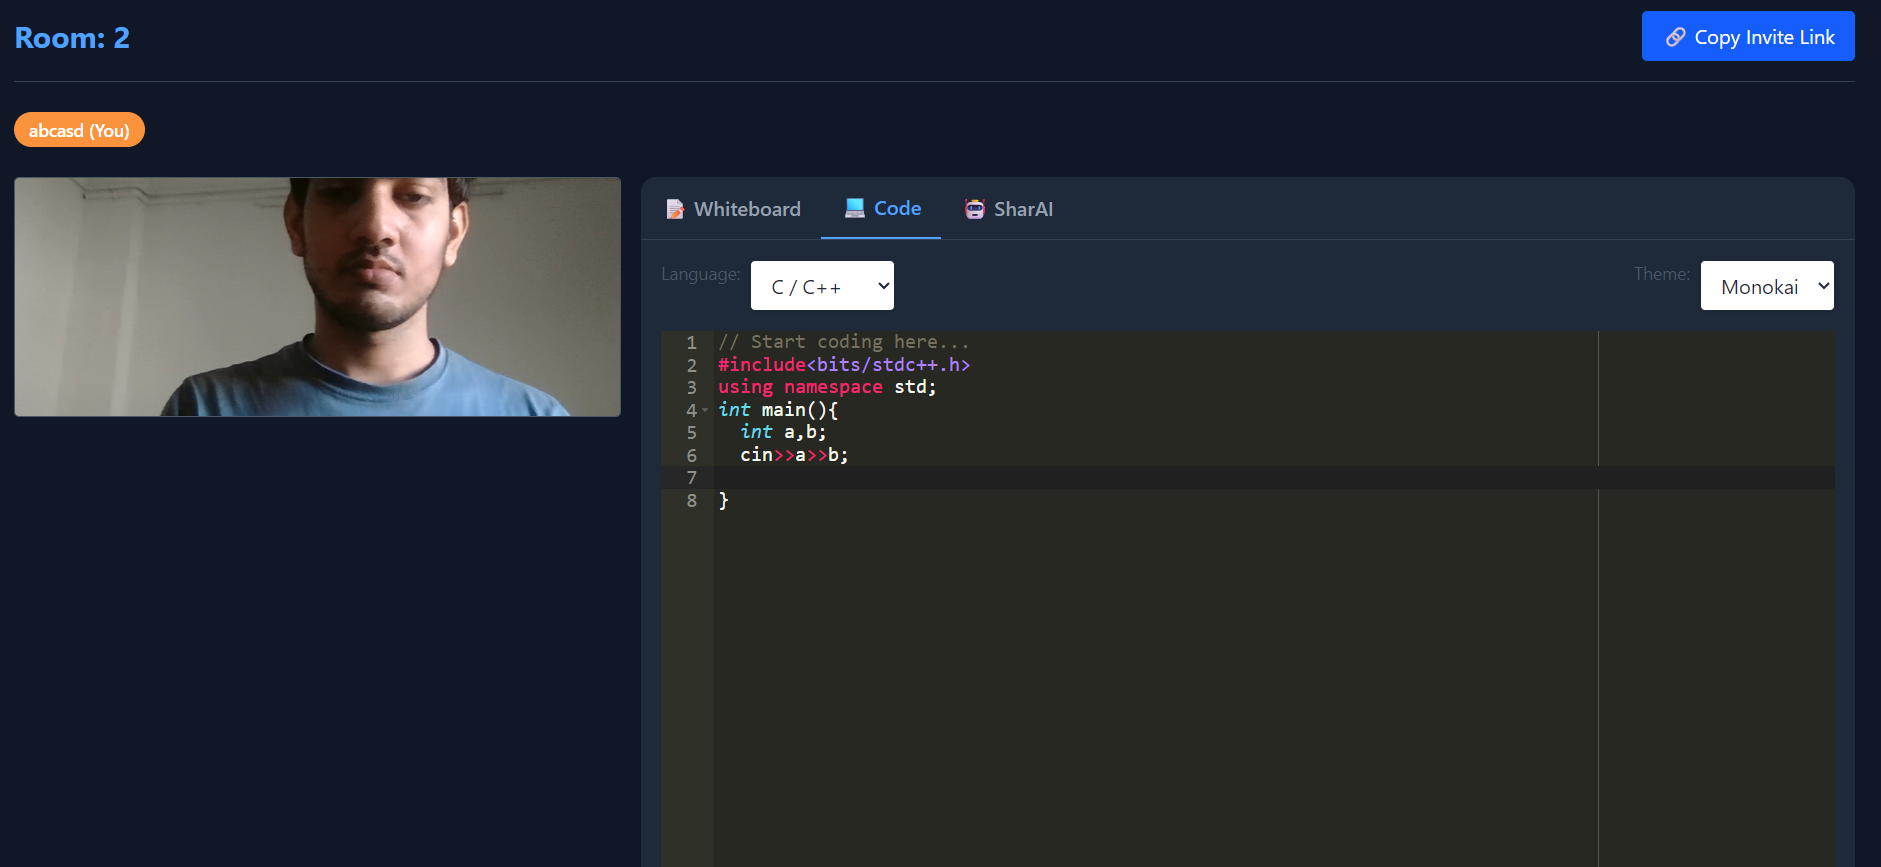 Room: 2
🔗 Copy Invite Link
abcasd (You)
📝 Whiteboard 💻 Code 🤖 SharAI
Language: C / C++ Theme: Monokai
1 // Start coding here...
2 #include<bits/stdc++.h>
3 using namespace std;
4 int main(){
5   int a,b;
6   cin>>a>>b;
7
8 }